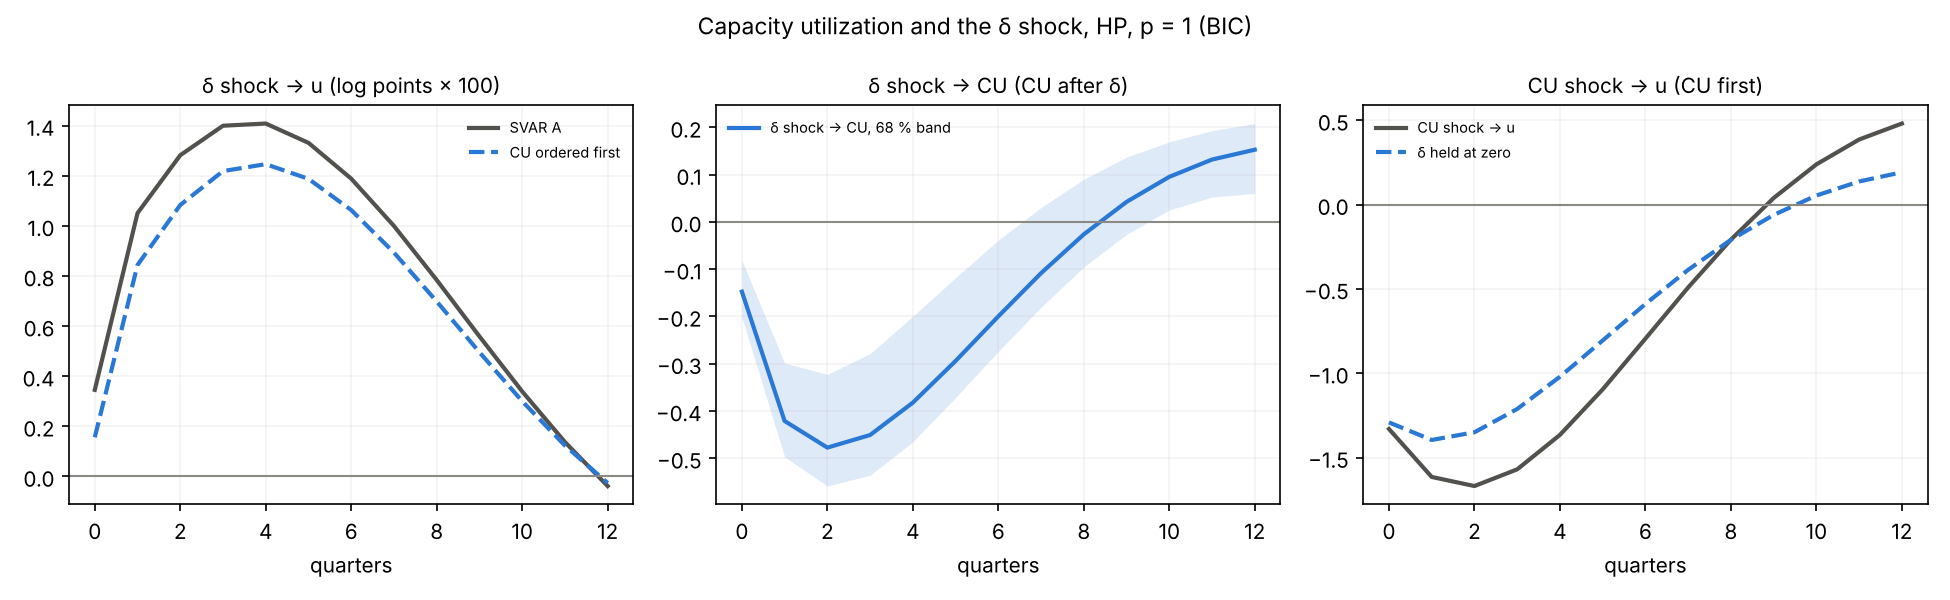 Capacity utilization and the δ shock, HP, p = 1 (BIC)
δ shock → u (log points × 100)
1.4
1.2
1.0
0.8
0.6
0.4
0.2
0.0
SVAR A
CU ordered first
0 2 4 6 8 10 12
quarters
δ shock → CU (CU after δ)
0.2
0.1
0.0
−0.1
−0.2
−0.3
−0.4
−0.5
δ shock → CU, 68 % band
0 2 4 6 8 10 12
quarters
CU shock → u (CU first)
0.5
0.0
−0.5
−1.0
−1.5
CU shock → u
δ held at zero
0 2 4 6 8 10 12
quarters